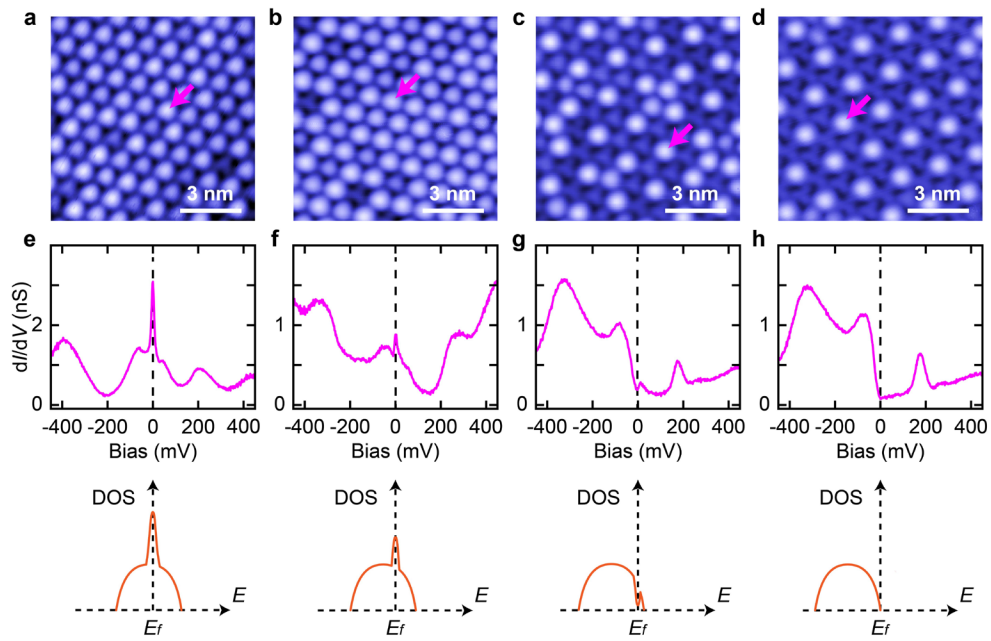 a b c d
3 nm 3 nm 3 nm 3 nm
e f g h
dI/dV (nS)
2
0
1
0
1
0
1
0
-400 -200 0 200 400 -400 -200 0 200 400 -400 -200 0 200 400 -400 -200 0 200 400
Bias (mV) Bias (mV) Bias (mV) Bias (mV)
DOS DOS DOS DOS
E E E E
Ef Ef Ef Ef